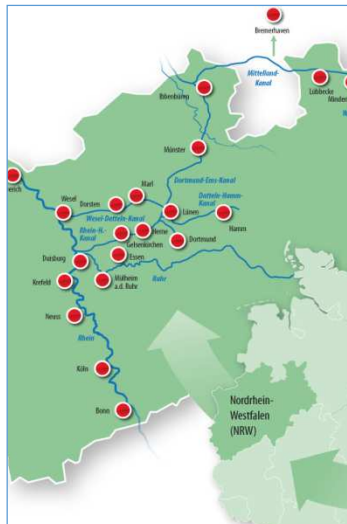 Bremerhaven
Mittelland-
Kanal
Ibbenbüren
Lübbecke
Minden
Münster
Dortmund-Ems-Kanal
Marl
Datteln-Hamm-
Kanal
Wesel
Dorsten
Wesel-Datteln-Kanal
Lünen
Hamm
Rhein-H.-
Kanal
Herne
Gelsenkirchen
Dortmund
Duisburg
Essen
Krefeld
Mülheim
a.d. Ruhr
Ruhr
Neuss
Rhein
Köln
Bonn
Nordrhein-
Westfalen
(NRW)